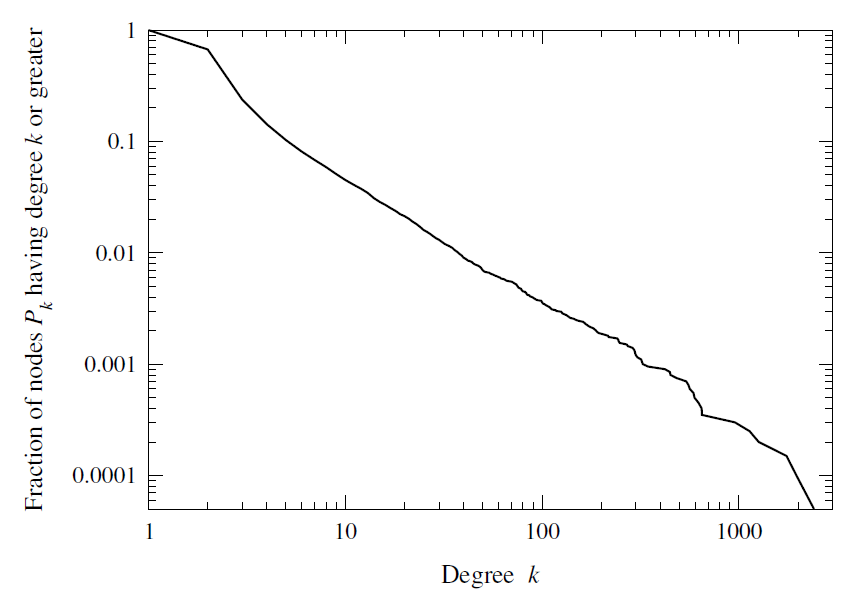 Fraction of nodes Pk having degree k or greater
1
0.1
0.01
0.001
0.0001
1 10 100 1000
Degree k